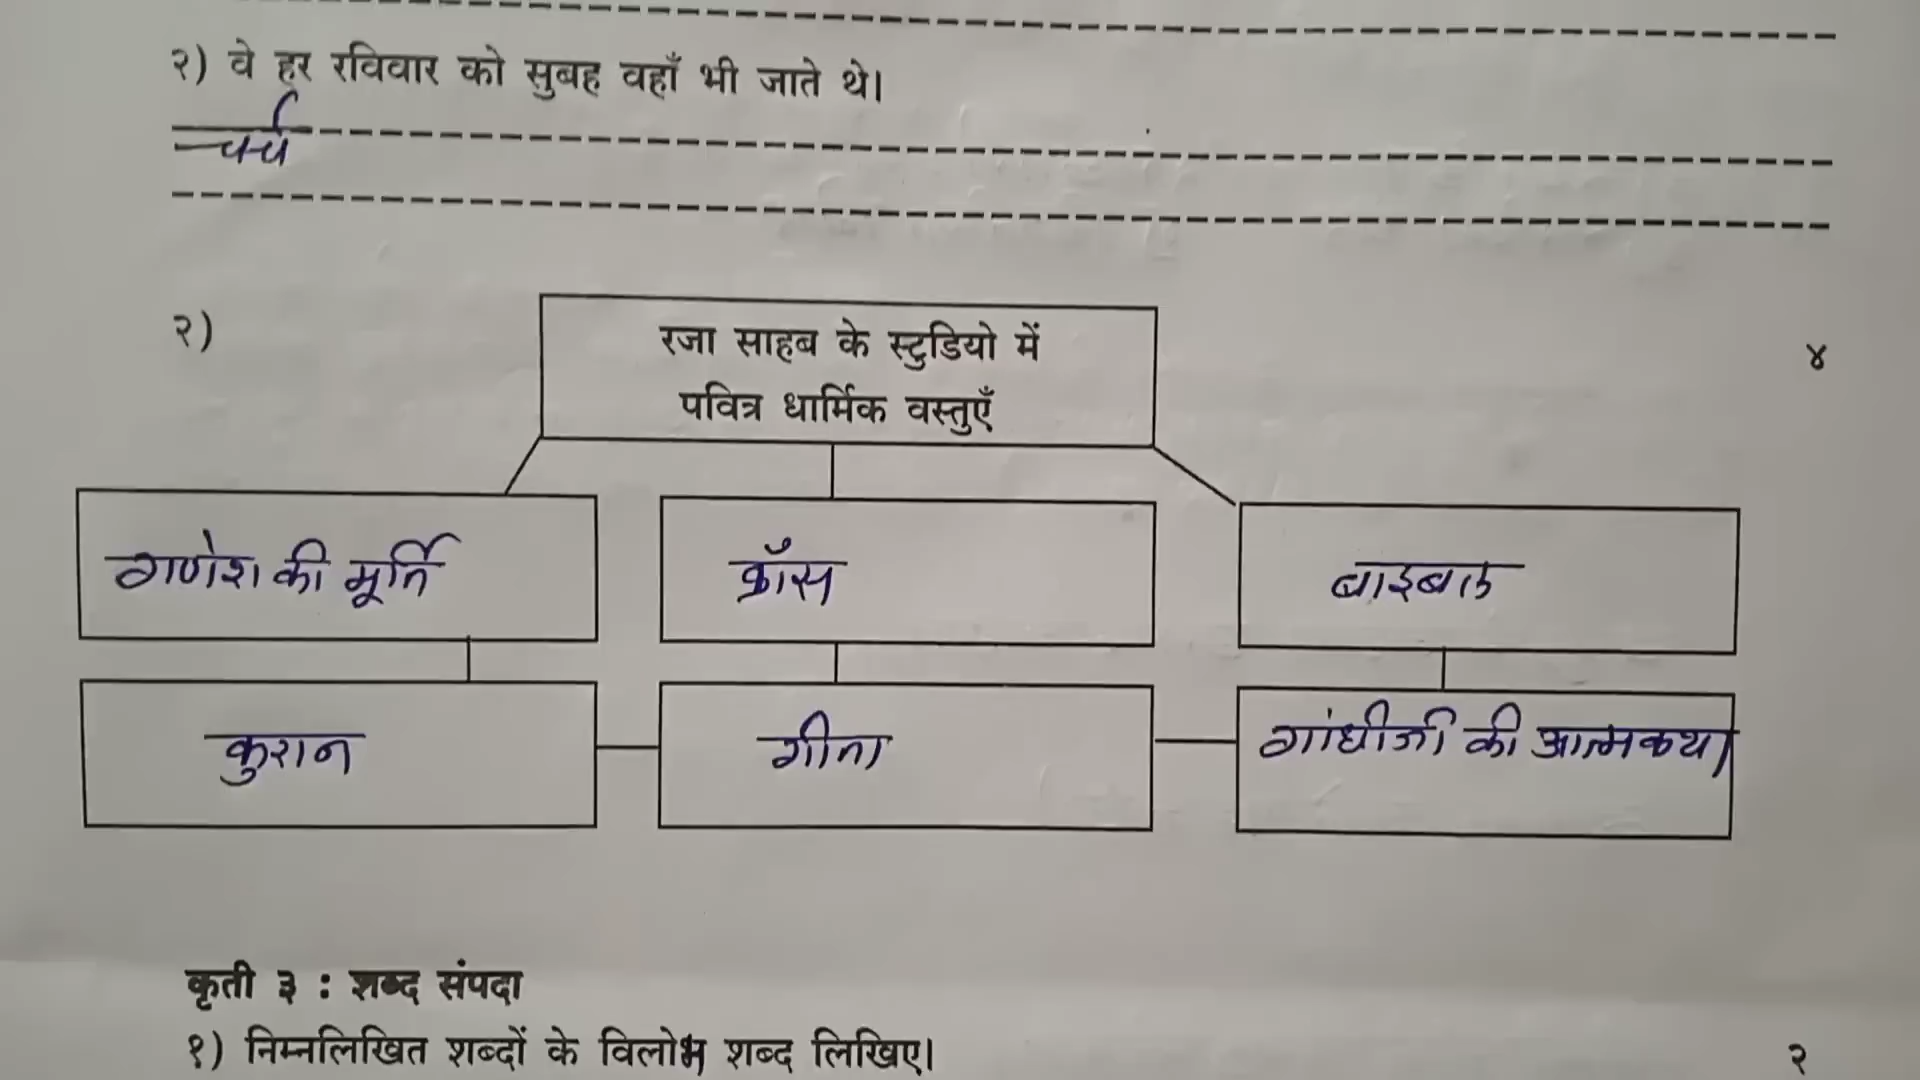 २) वे हर रविवार को सुबह वहाँ भी जाते थे।
चर्च
२)
रजा साहब के स्टुडियो में
पवित्र धार्मिक वस्तुएँ
४
गणेश की मूर्ति
क्रॉस
बाइबल
कुरान
गीता
गांधीजी की आत्मकथा
कृती ३ : शब्द संपदा
१) निम्नलिखित शब्दों के विलोम शब्द लिखिए।
२